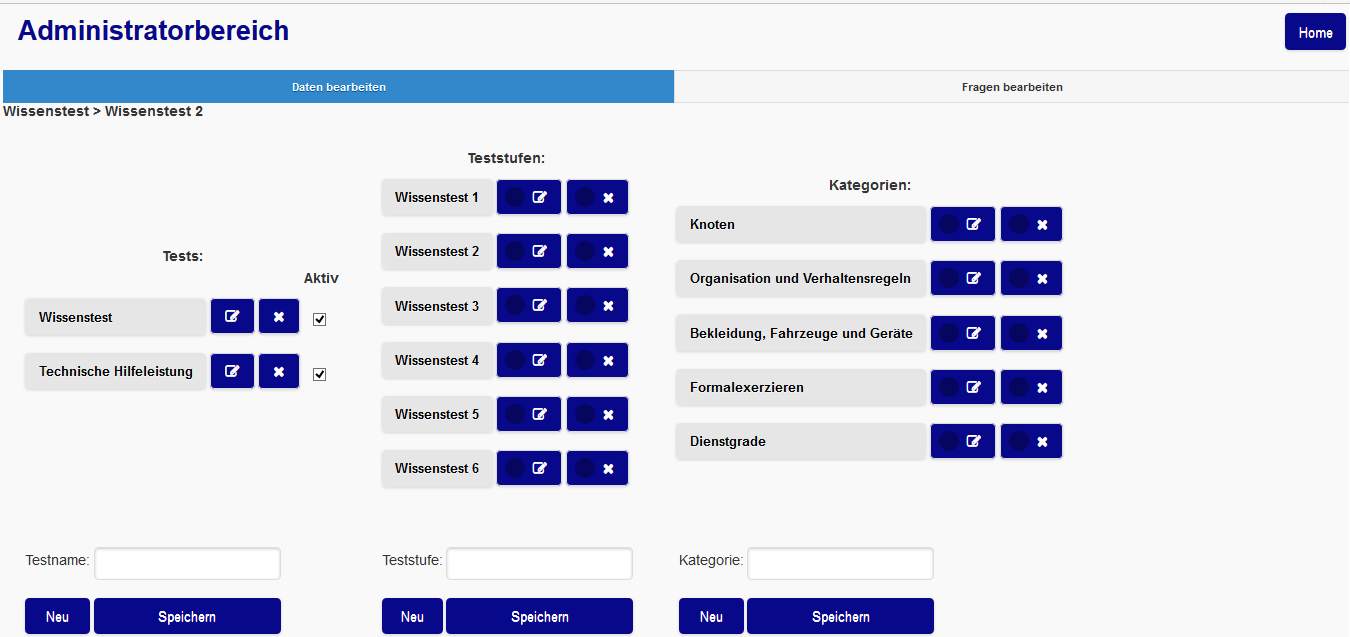 Administratorbereich
Home
Daten bearbeiten
Fragen bearbeiten
Wissenstest > Wissenstest 2
Tests:
Aktiv
Wissenstest
Technische Hilfeleistung
Testname:
Neu
Speichern
Teststufen:
Wissenstest 1
Wissenstest 2
Wissenstest 3
Wissenstest 4
Wissenstest 5
Wissenstest 6
Teststufe:
Neu
Speichern
Kategorien:
Knoten
Organisation und Verhaltensregeln
Bekleidung, Fahrzeuge und Geräte
Formalexerzieren
Dienstgrade
Kategorie:
Neu
Speichern